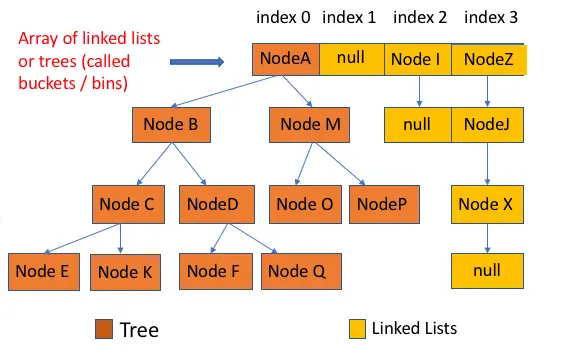 index 0 index 1 index 2 index 3
Array of linked lists
or trees (called
buckets / bins)
NodeA null Node I NodeZ
Node B Node M null NodeJ
Node C NodeD Node O NodeP Node X
Node E Node K Node F Node Q null
Tree Linked Lists